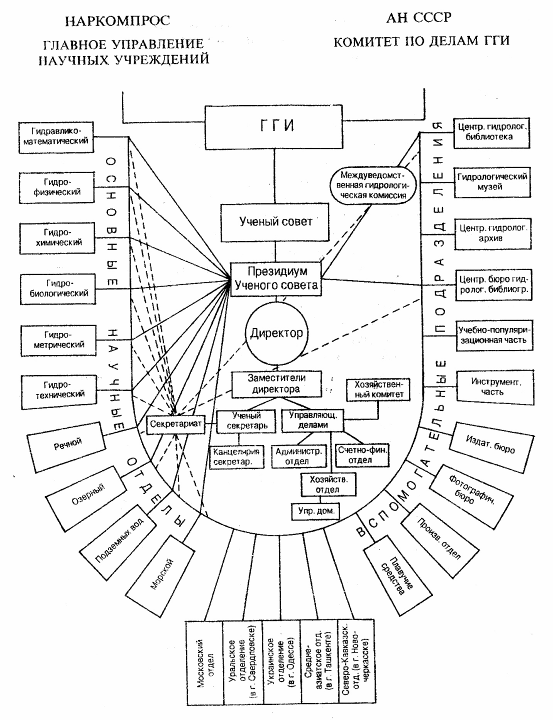 НАРКОМПРОС
ГЛАВНОЕ УПРАВЛЕНИЕ
НАУЧНЫХ УЧРЕЖДЕНИЙ
АН СССР
КОМИТЕТ ПО ДЕЛАМ ГГИ
ГГИ
Междуведомст-
венная гидрологи-
ческая комиссия
Ученый совет
Президиум
Ученого совета
Директор
Заместители
директора
Хозяйствен-
ный комитет
Секретариат
Ученый
секретарь
Управляющ.
делами
Канцелярия
секретар.
Администр.
отдел
Счетно-фин.
отдел
Хозяйств.
отдел
Упр. дом.
ОСНОВНЫЕ НАУЧНЫЕ ОТДЕЛЫ
Гидравлико-
математический
Гидро-
физический
Гидро-
химический
Гидро-
биологический
Гидро-
метрический
Гидро-
технический
Речной
Озерный
Подземных вод
Морской
Московский
отдел
Уральское
отделение
(в г. Свердловске)
Украинское
отделение
(в г. Одессе)
Средне-
азиатское отд.
(в г. Ташкенте)
Северо-Кавказск.
отд. (в г. Ново-
черкасске)
ВСПОМОГАТЕЛЬНЫЕ ПОДРАЗДЕЛЕНИЯ
Центр. гидролог.
библиотека
Гидрологический
музей
Центр. гидролог.
архив
Центр. бюро гид-
ролог. библиогр.
Учебно-популяри-
зационная часть
Инструмент.
часть
Издат. бюро
Фотографич.
бюро
Произв. отдел
Плавучие
средства